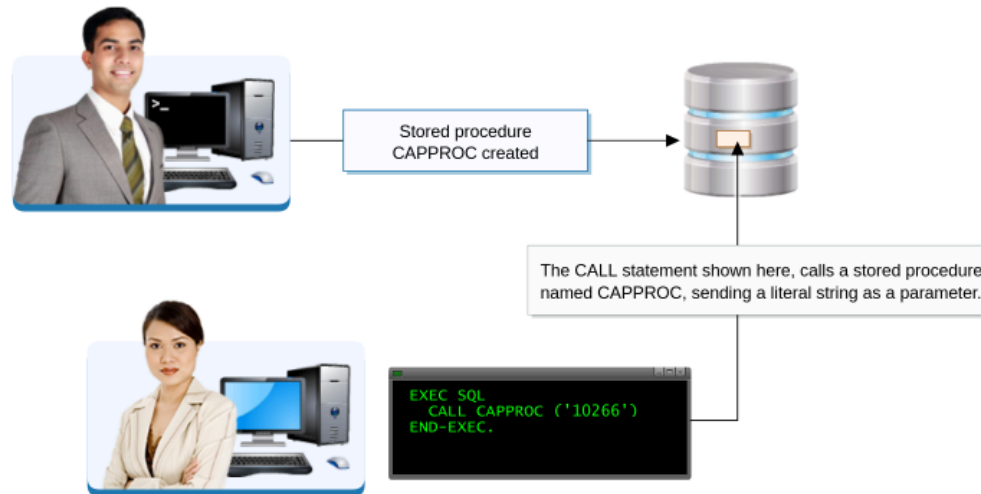 >_
Stored procedure
CAPPROC created
The CALL statement shown here, calls a stored procedure
named CAPPROC, sending a literal string as a parameter.
EXEC SQL
CALL CAPPROC ('10266')
END-EXEC.